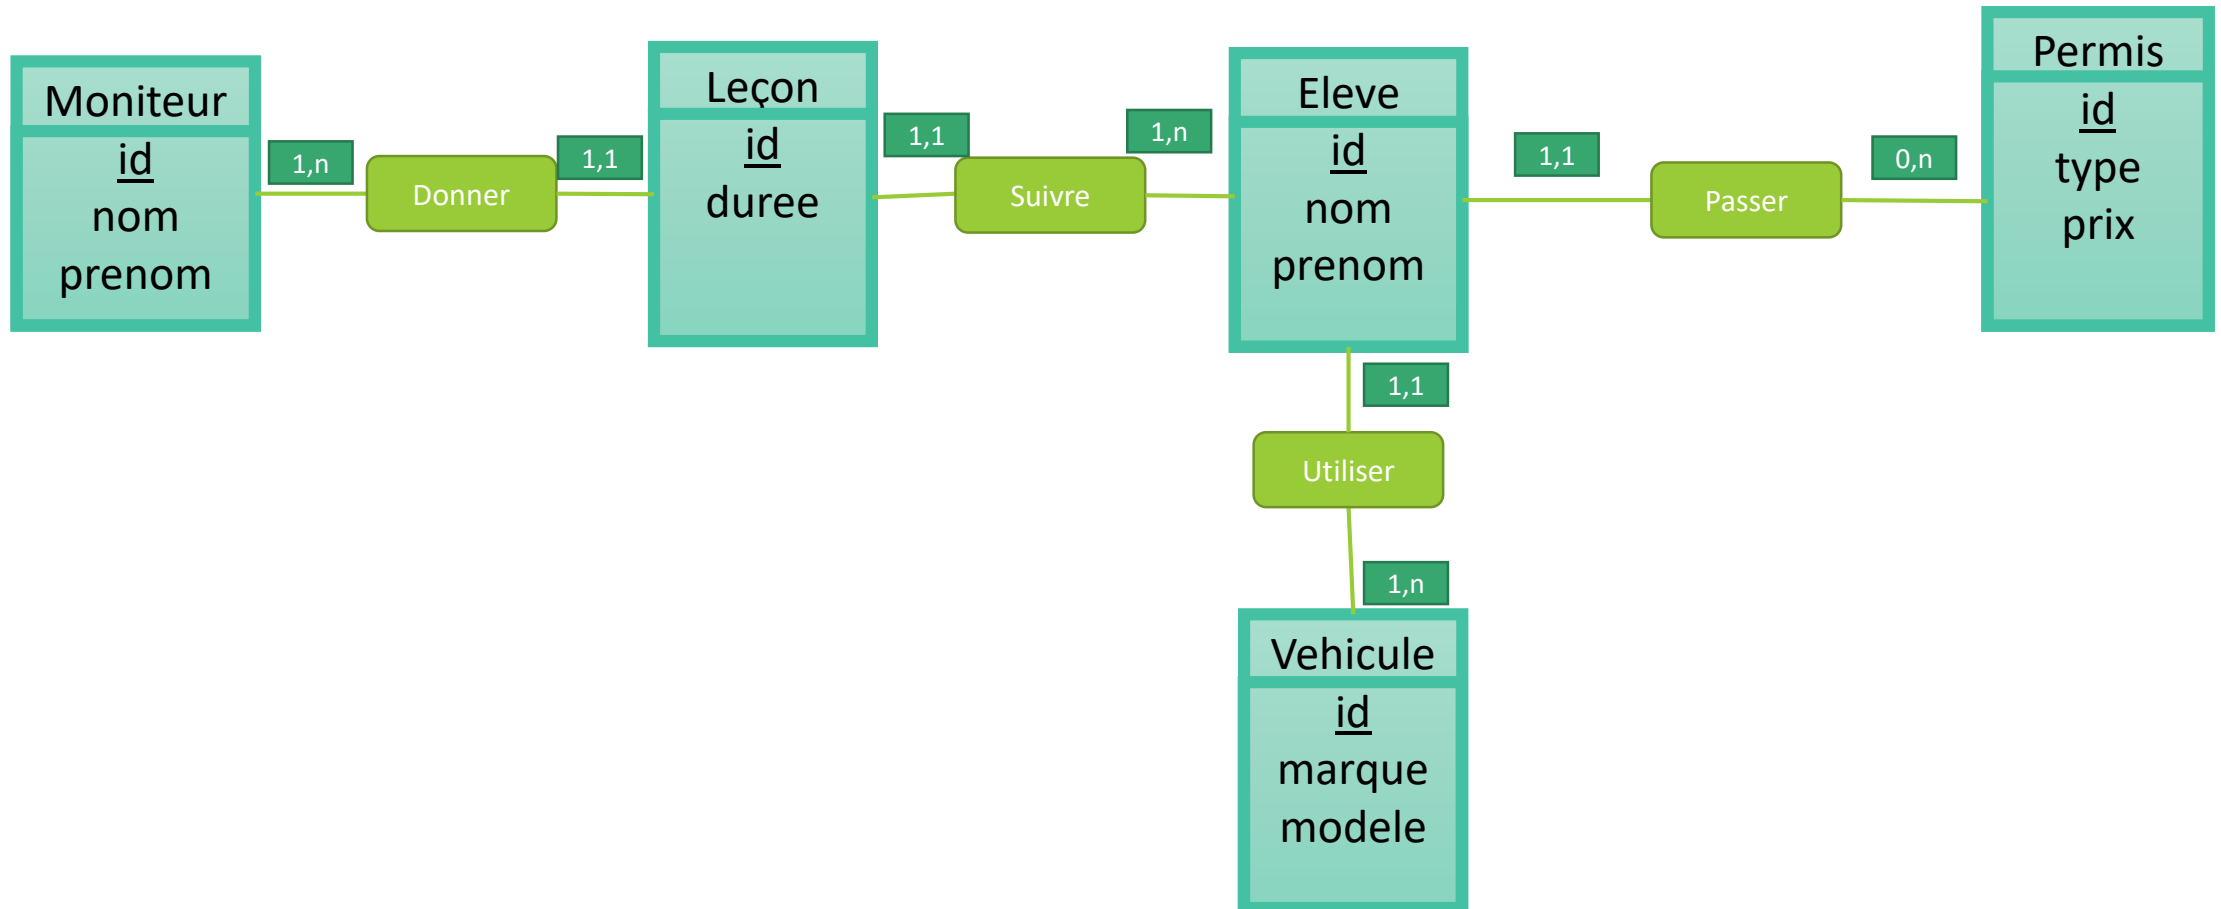 Moniteur
id
nom
prenom
1,n
Donner
1,1
Leçon
id
duree
1,1
Suivre
1,n
Eleve
id
nom
prenom
1,1
Passer
0,n
Permis
id
type
prix
1,1
Utiliser
1,n
Vehicule
id
marque
modele